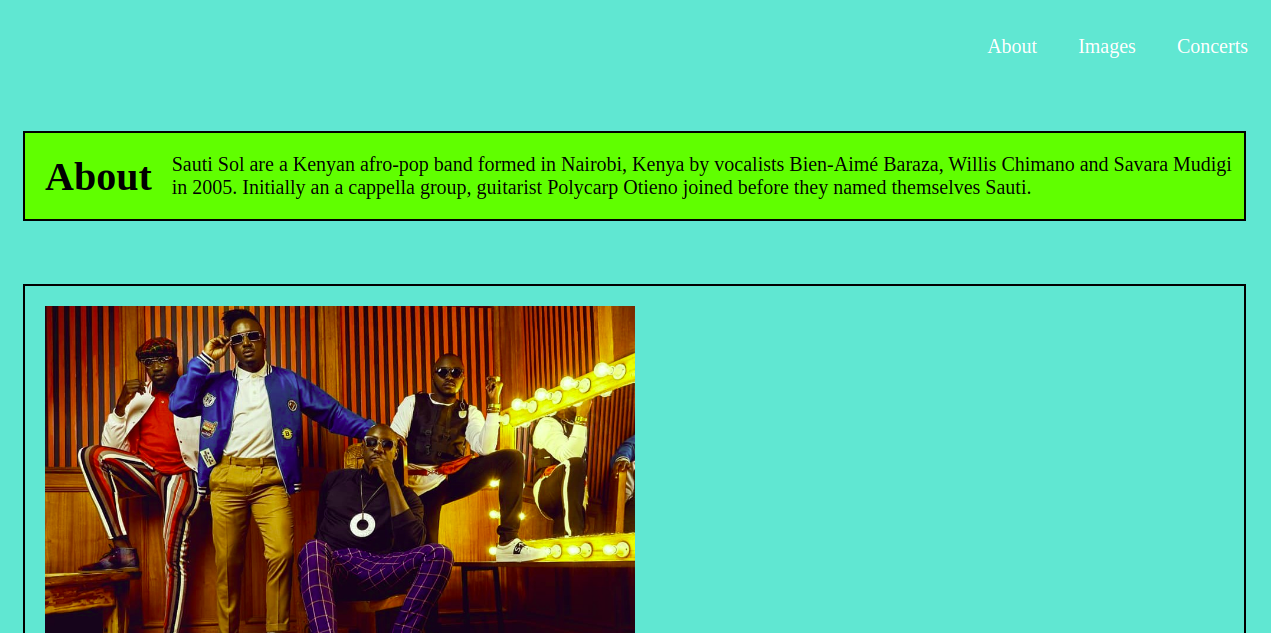 About Images Concerts
About
Sauti Sol are a Kenyan afro-pop band formed in Nairobi, Kenya by vocalists Bien-Aimé Baraza, Willis Chimano and Savara Mudigi
in 2005. Initially an a cappella group, guitarist Polycarp Otieno joined before they named themselves Sauti.